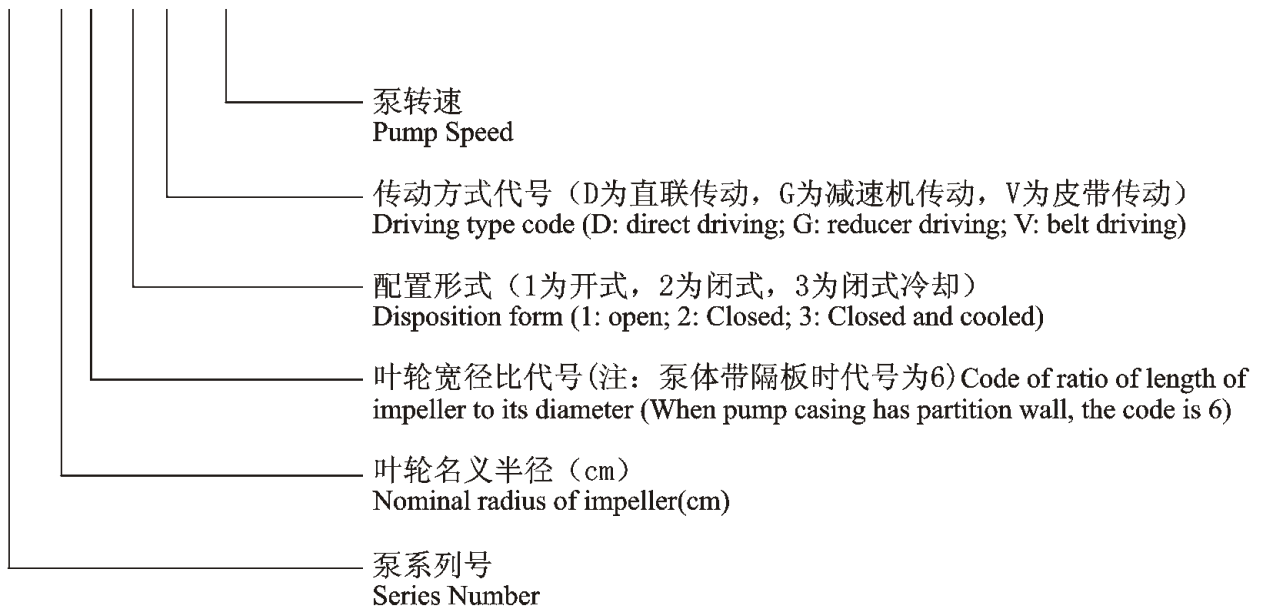 泵转速
Pump Speed
传动方式代号（D为直联传动，G为减速机传动，V为皮带传动）
Driving type code (D: direct driving; G: reducer driving; V: belt driving)
配置形式（1为开式，2为闭式，3为闭式冷却）
Disposition form (1: open; 2: Closed; 3: Closed and cooled)
叶轮宽径比代号(注：泵体带隔板时代号为6)Code of ratio of length of
impeller to its diameter (When pump casing has partition wall, the code is 6)
叶轮名义半径（cm）
Nominal radius of impeller(cm)
泵系列号
Series Number